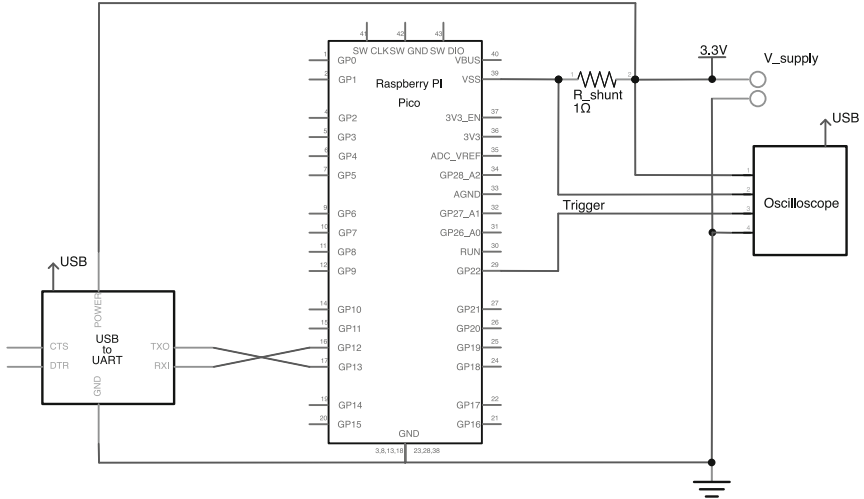 41 42 43
SW CLK SW GND SW DIO
Raspberry PI
Pico
1 GP0
2 GP1
4 GP2
5 GP3
6 GP4
7 GP5
9 GP6
10 GP7
11 GP8
12 GP9
14 GP10
15 GP11
16 GP12
17 GP13
19 GP14
20 GP15
VBUS 40
VSS 39
3V3_EN 37
3V3 36
ADC_VREF 35
GP28_A2 34
AGND 33
GP27_A1 32
GP26_A0 31
RUN 30
GP22 29
GP21 27
GP20 26
GP19 25
GP18 24
GP17 22
GP16 21
GND
3,8,13,18 23,28,38
1 2
R_shunt
1Ω
3.3V
V_supply
USB
1
2
3
4
Oscilloscope
Trigger
USB
POWER
USB
to
UART
CTS
DTR
TXO
RXI
GND